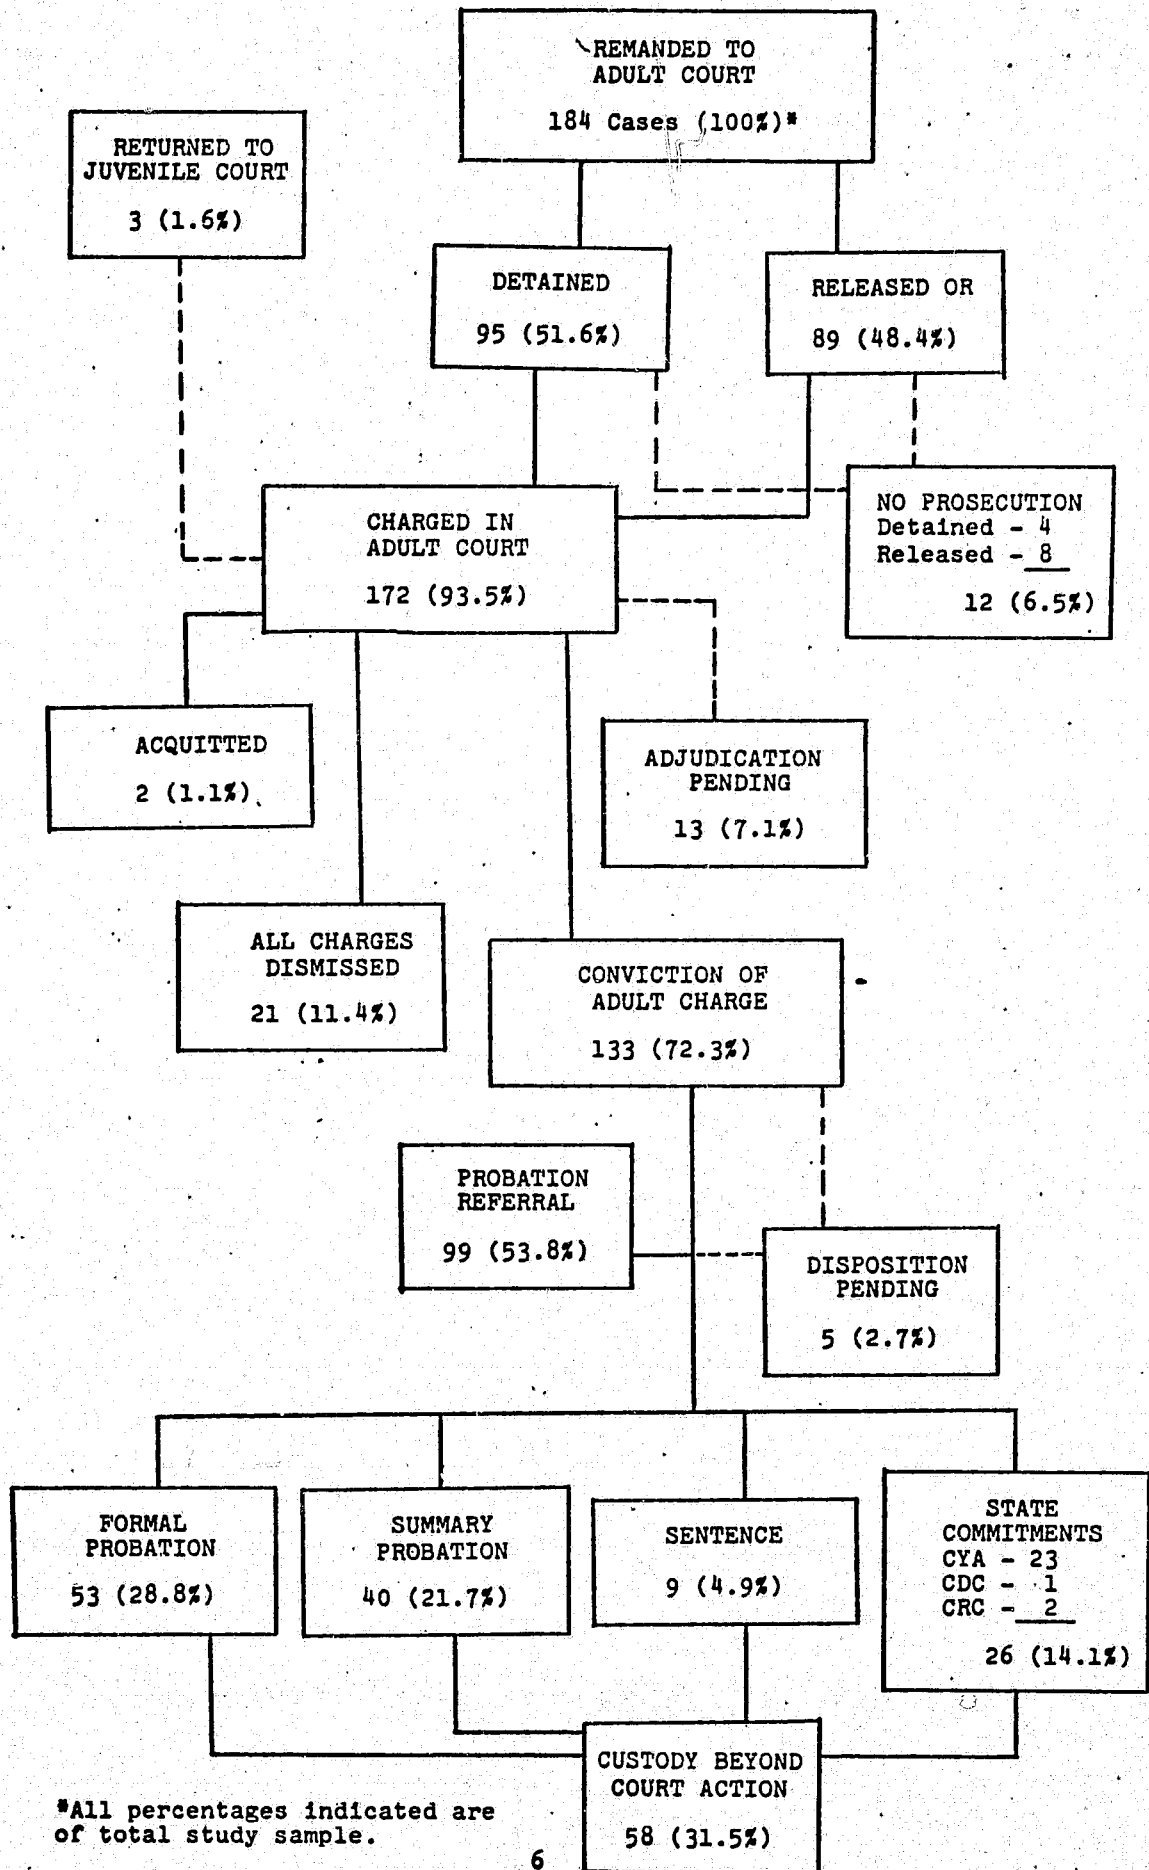 REMANDED TO
ADULT COURT
184 Cases (100%)*
RETURNED TO
JUVENILE COURT
3 (1.6%)
DETAINED
95 (51.6%)
RELEASED OR
89 (48.4%)
NO PROSECUTION
Detained - 4
Released - 8
12 (6.5%)
CHARGED IN
ADULT COURT
172 (93.5%)
ACQUITTED
2 (1.1%)
ADJUDICATION
PENDING
13 (7.1%)
ALL CHARGES
DISMISSED
21 (11.4%)
CONVICTION OF
ADULT CHARGE
133 (72.3%)
PROBATION
REFERRAL
99 (53.8%)
DISPOSITION
PENDING
5 (2.7%)
FORMAL
PROBATION
53 (28.8%)
SUMMARY
PROBATION
40 (21.7%)
SENTENCE
9 (4.9%)
STATE
COMMITMENTS
CYA - 23
CDC - 1
CRC - 2
26 (14.1%)
CUSTODY BEYOND
COURT ACTION
58 (31.5%)
*All percentages indicated are
of total study sample.
6